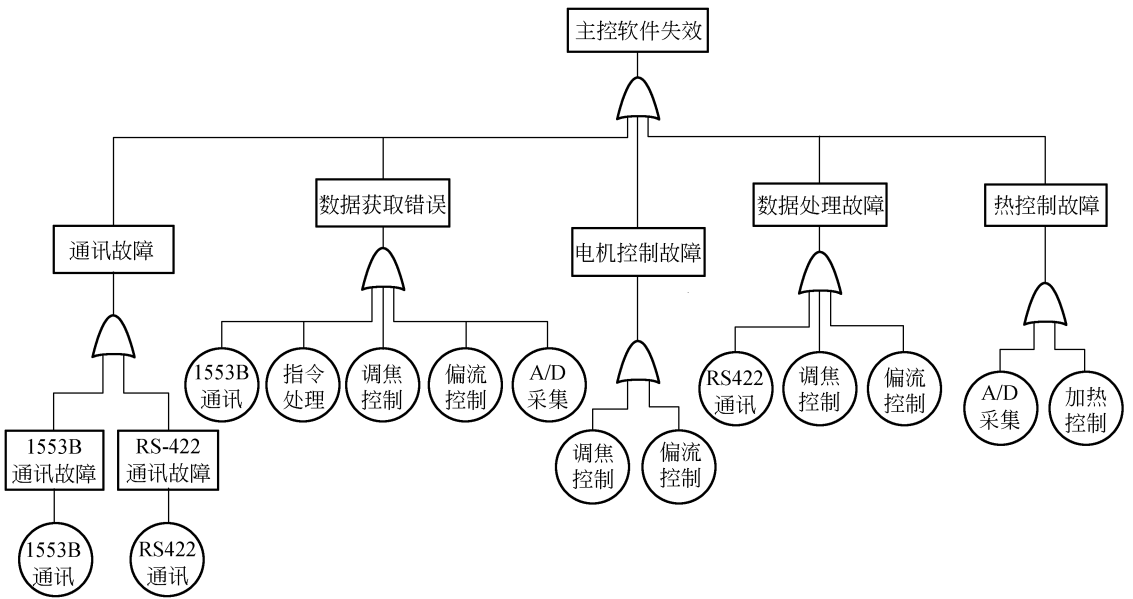 主控软件失效
数据获取错误
数据处理故障
热控制故障
通讯故障
电机控制故障
1553B
通讯
指令
处理
调焦
控制
偏流
控制
A/D
采集
RS422
通讯
调焦
控制
偏流
控制
A/D
采集
加热
控制
1553B
通讯故障
RS-422
通讯故障
调焦
控制
偏流
控制
1553B
通讯
RS422
通讯